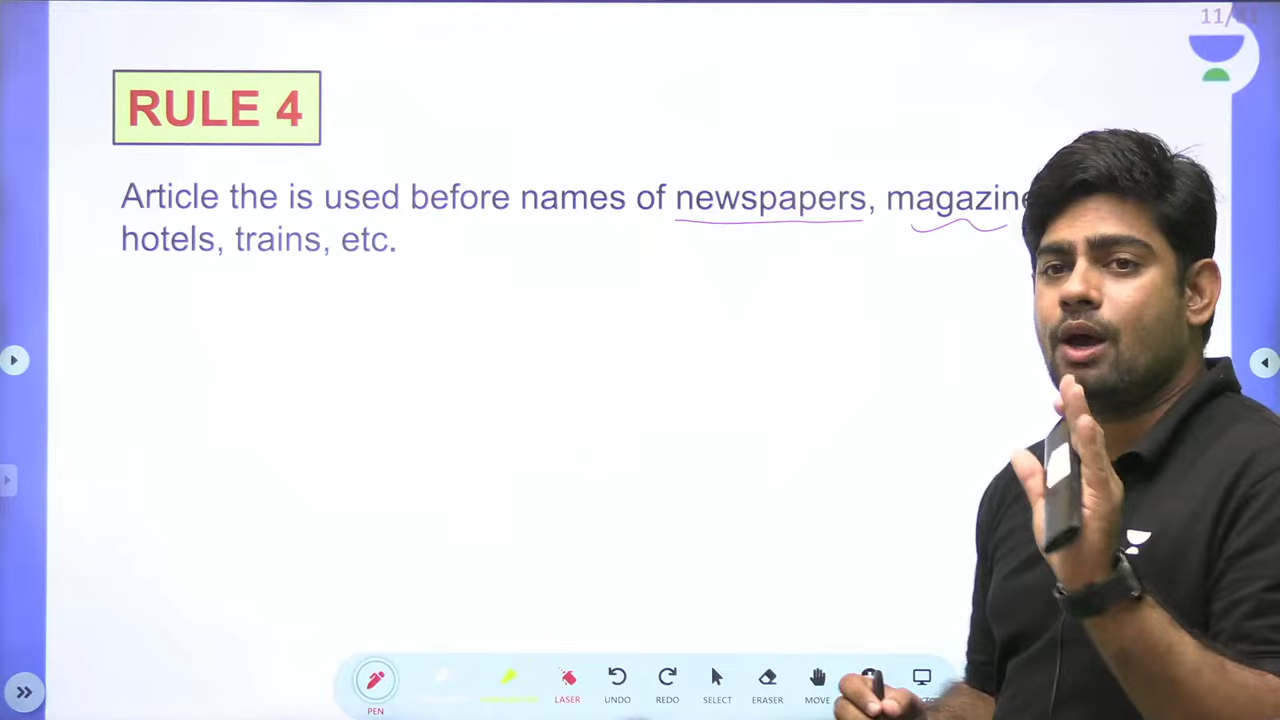 RULE 4
Article the is used before names of newspapers,
hotels, trains, etc.
PEN
LASER
UNDO
REDO
SELECT
ERASER
MOVE